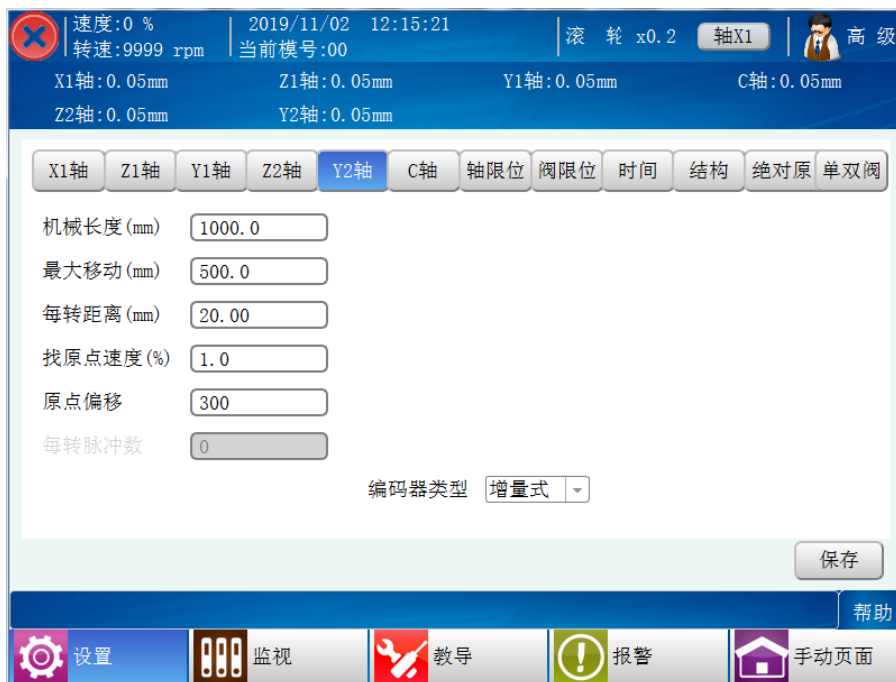 速度:0 % 2019/11/02 12:15:21 滚 轮 x0.2 轴X1 高 级
转速:9999 rpm 当前模号:00
X1轴:0.05mm Z1轴:0.05mm Y1轴:0.05mm C轴:0.05mm
Z2轴:0.05mm Y2轴:0.05mm
X1轴 Z1轴 Y1轴 Z2轴 Y2轴 C轴 轴限位 阀限位 时间 结构 绝对原 单双阀
机械长度(mm) 1000.0
最大移动(mm) 500.0
每转距离(mm) 20.00
找原点速度(%) 1.0
原点偏移 300
每转脉冲数 0
编码器类型 增量式
保存
帮助
设置 监视 教导 报警 手动页面